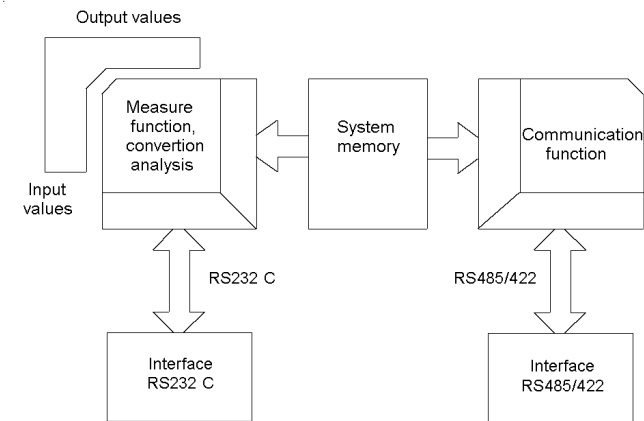 Output values
Measure
function,
convertion
analysis
System
memory
Communication
function
Input
values
RS232 C
RS485/422
Interface
RS232 C
Interface
RS485/422